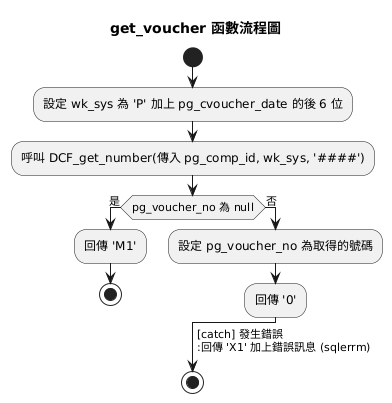 get_voucher 函數流程圖
設定 wk_sys 為 'P' 加上 pg_cvoucher_date 的後 6 位
呼叫 DCF_get_number(傳入 pg_comp_id, wk_sys, '####')
是
pg_voucher_no 為 null
否
回傳 'M1'
設定 pg_voucher_no 為取得的號碼
回傳 '0'
[catch] 發生錯誤
:回傳 'X1' 加上錯誤訊息 (sqlerrm)